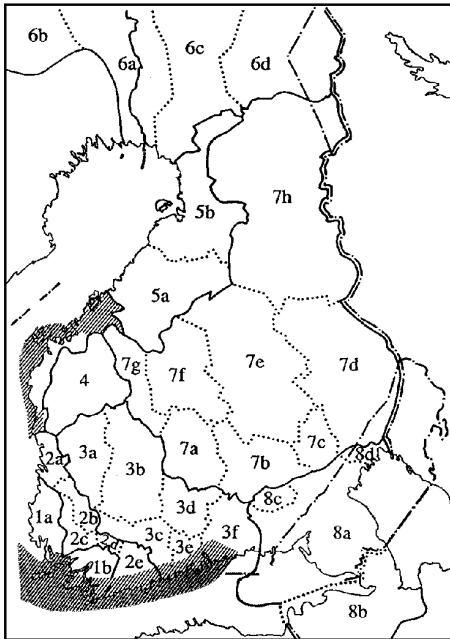 6b 6a 6c 6d
5b 7h
5a
4 7g 7f 7e 7d
2a 3a 3b 7a 7b 7c 8d
1a 2b 3d 8c
2c 3c 3e 3f 8a
1b 2e 8b